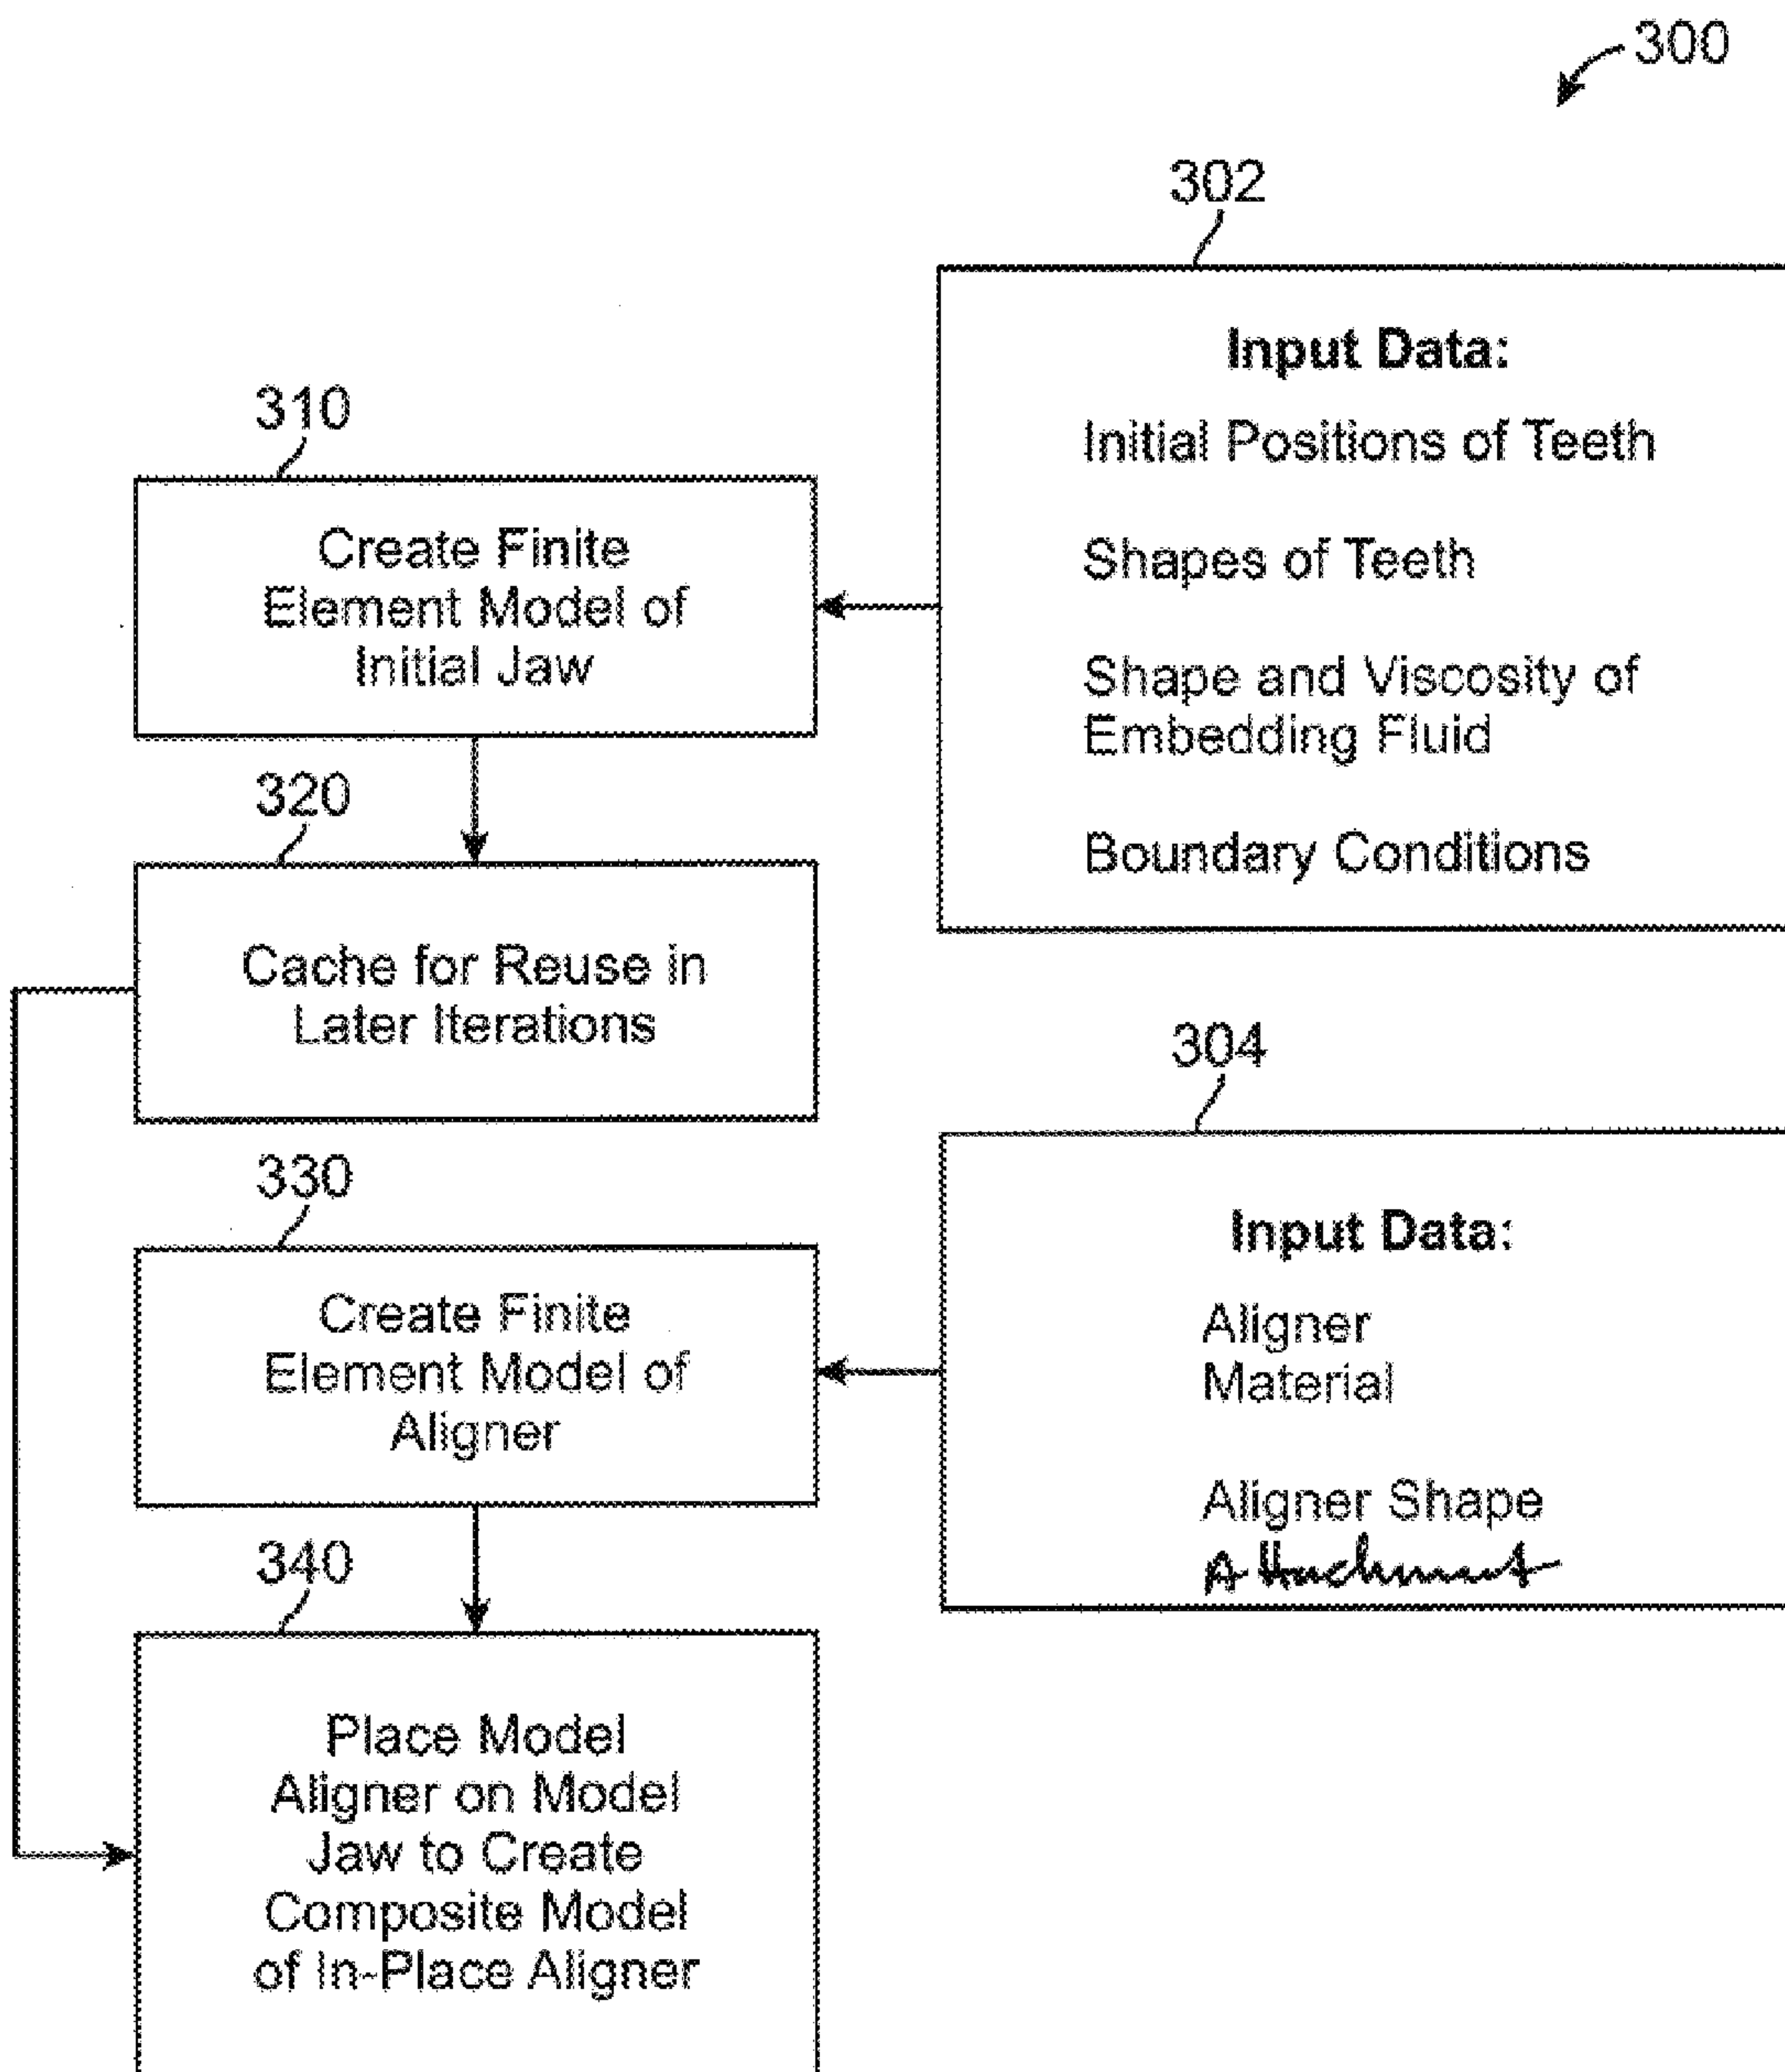 300
302
Input Data:
Initial Positions of Teeth
Shapes of Teeth
Shape and Viscosity of
Embedding Fluid
Boundary Conditions
310
Create Finite
Element Model of
Initial Jaw
320
Cache for Reuse in
Later Iterations
304
Input Data:
Aligner
Material
Aligner Shape
Attachment
330
Create Finite
Element Model of
Aligner
340
Place Model
Aligner on Model
Jaw to Create
Composite Model
of In-Place Aligner